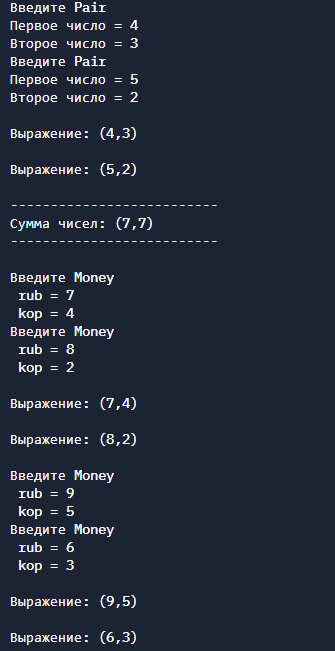 Введите Pair
Первое число = 4
Второе число = 3
Введите Pair
Первое число = 5
Второе число = 2
Выражение: (4,3)
Выражение: (5,2)
--------------------------
Сумма чисел: (7,7)
--------------------------
Введите Money
rub = 7
kop = 4
Введите Money
rub = 8
kop = 2
Выражение: (7,4)
Выражение: (8,2)
Введите Money
rub = 9
kop = 5
Введите Money
rub = 6
kop = 3
Выражение: (9,5)
Выражение: (6,3)